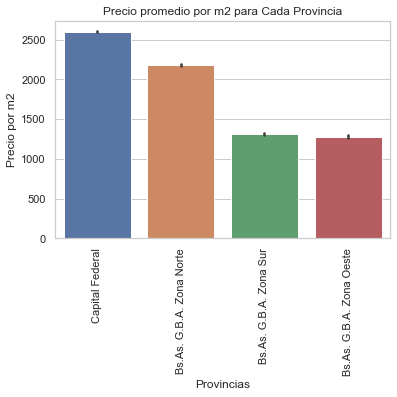 Precio promedio por m2 para Cada Provincia
Precio por m2
2500
2000
1500
1000
500
0
Capital Federal
Bs.As. G.B.A. Zona Norte
Bs.As. G.B.A. Zona Sur
Bs.As. G.B.A. Zona Oeste
Provincias